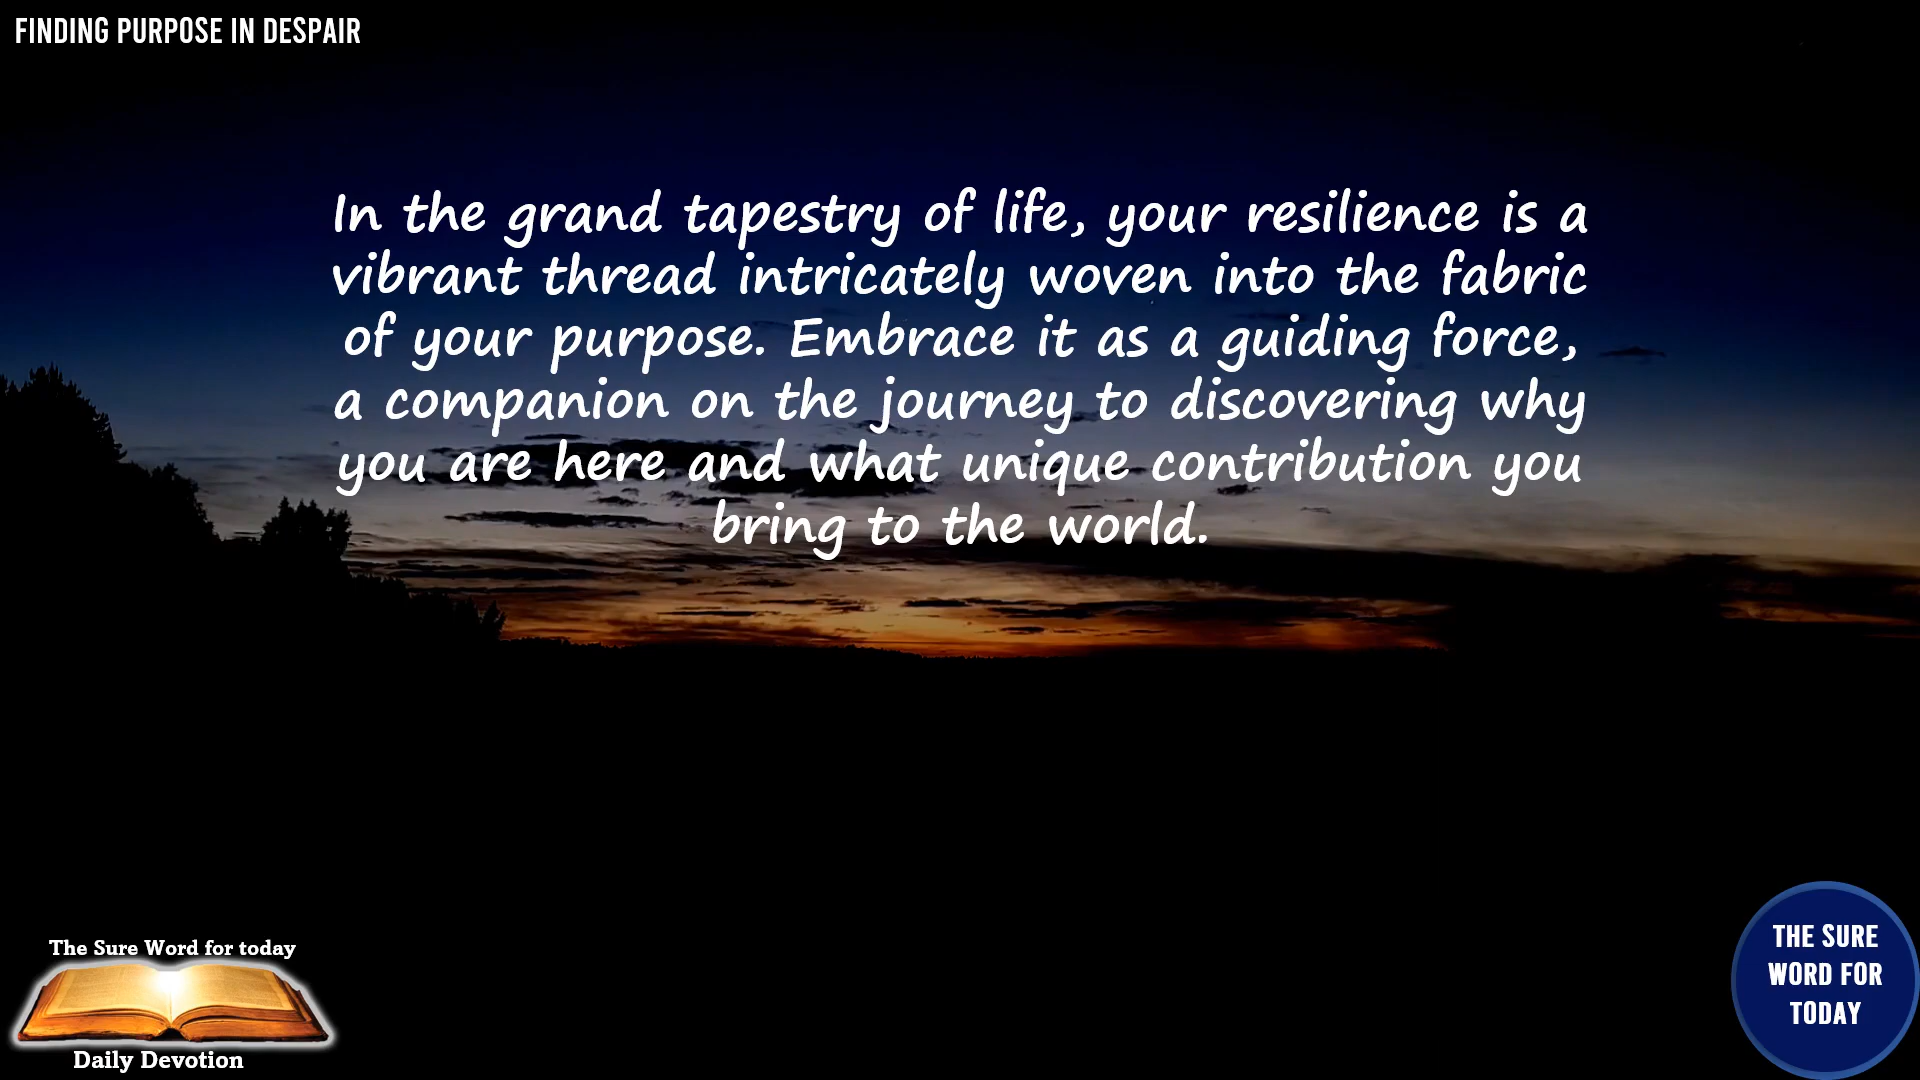 FINDING PURPOSE IN DESPAIR
In the grand tapestry of life, your resilience is a
vibrant thread intricately woven into the fabric
of your purpose. Embrace it as a guiding force,
a companion on the journey to discovering why
you are here and what unique contribution you
bring to the world.
The Sure Word for today
Daily Devotion
THE SURE
WORD FOR
TODAY